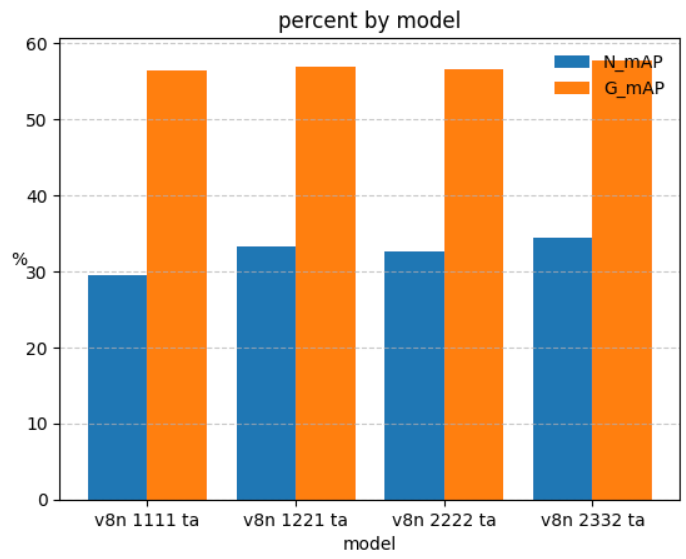 percent by model
60
50
40
30
20
10
0
%
N_mAP
G_mAP
v8n 1111 ta
v8n 1221 ta
v8n 2222 ta
v8n 2332 ta
model